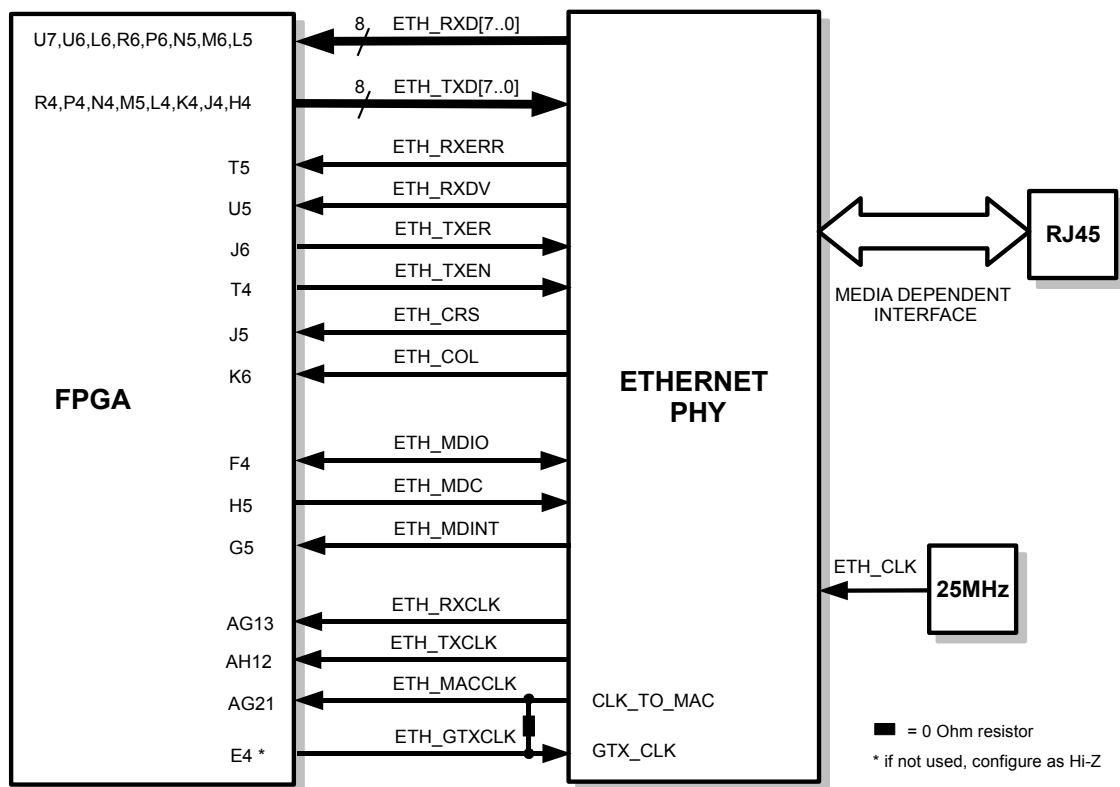 U7,U6,L6,R6,P6,N5,M6,L5
8
ETH_RXD[7..0]
R4,P4,N4,M5,L4,K4,J4,H4
8
ETH_TXD[7..0]
T5
ETH_RXERR
U5
ETH_RXDV
J6
ETH_TXER
T4
ETH_TXEN
J5
ETH_CRS
K6
ETH_COL
FPGA
ETHERNET
PHY
RJ45
MEDIA DEPENDENT
INTERFACE
F4
ETH_MDIO
H5
ETH_MDC
G5
ETH_MDINT
ETH_CLK
25MHz
AG13
ETH_RXCLK
AH12
ETH_TXCLK
AG21
ETH_MACCLK
CLK_TO_MAC
E4 *
ETH_GTXCLK
GTX_CLK
= 0 Ohm resistor
* if not used, configure as Hi-Z